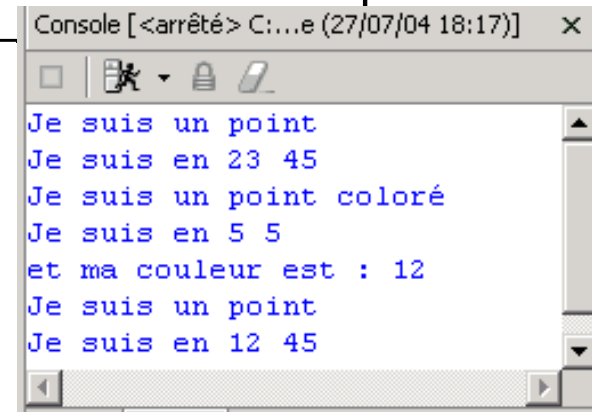 Console [<arrêté> C:...e (27/07/04 18:17)]
Je suis un point
Je suis en 23 45
Je suis un point coloré
Je suis en 5 5
et ma couleur est : 12
Je suis un point
Je suis en 12 45